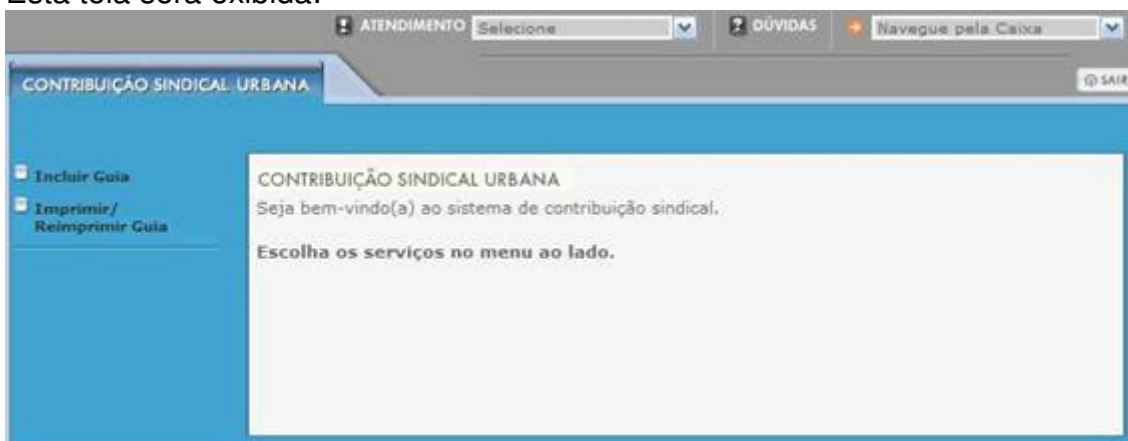 Esta tela será exibida:
ATENDIMENTO Selecione DÚVIDAS Navegue pela Caixa
CONTRIBUIÇÃO SINDICAL URBANA SAIR
Incluir Guia
Imprimir/
Reimprimir Guia
CONTRIBUIÇÃO SINDICAL URBANA
Seja bem-vindo(a) ao sistema de contribuição sindical.
Escolha os serviços no menu ao lado.